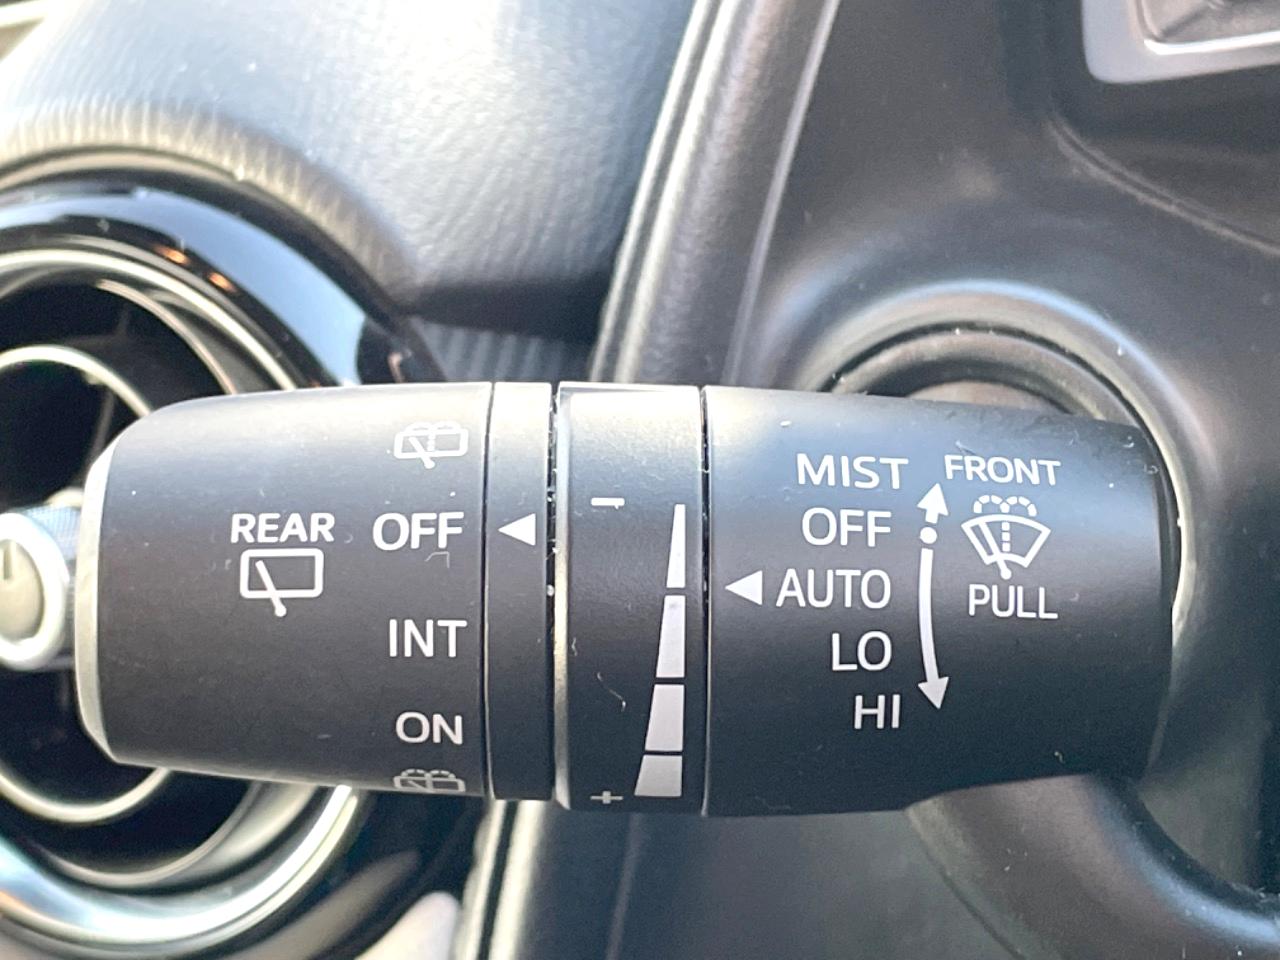 REAR
OFF
INT
ON
−
+
MIST
OFF
AUTO
LO
HI
FRONT
PULL